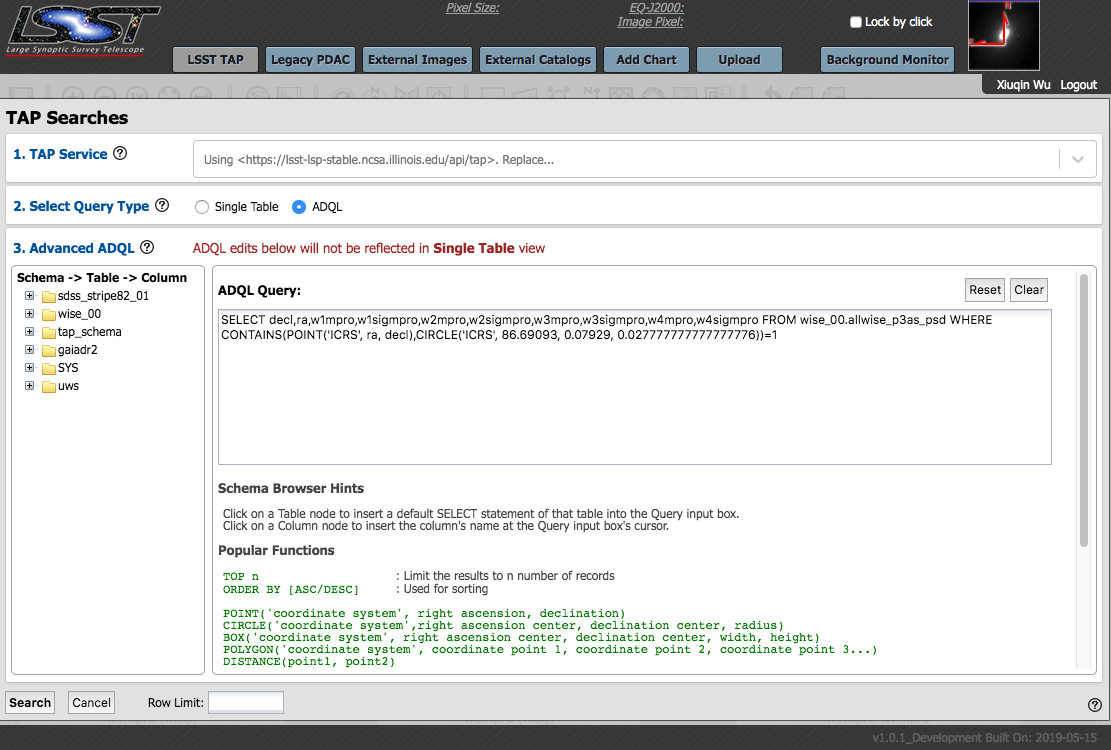 LSST
Large Synoptic Survey Telescope
Pixel Size:
EQ-J2000:
Image Pixel:
Lock by click
LSST TAP
Legacy PDAC
External Images
External Catalogs
Add Chart
Upload
Background Monitor
Xiuqin Wu Logout
TAP Searches
1. TAP Service
Using <https://lsst-lsp-stable.ncsa.illinois.edu/api/tap>. Replace...
2. Select Query Type
Single Table
ADQL
3. Advanced ADQL
ADQL edits below will not be reflected in Single Table view
Schema -> Table -> Column
sdss_stripe82_01
wise_00
tap_schema
gaiadr2
SYS
uws
ADQL Query:
Reset
Clear
SELECT decl,ra,w1mpro,w1sigmpro,w2mpro,w2sigmpro,w3mpro,w3sigmpro,w4mpro,w4sigmpro FROM wise_00.allwise_p3as_psd WHERE
CONTAINS(POINT('ICRS', ra, decl),CIRCLE('ICRS', 86.69093, 0.07929, 0.027777777777777776))=1
Schema Browser Hints
Click on a Table node to insert a default SELECT statement of that table into the Query input box.
Click on a Column node to insert the column's name at the Query input box's cursor.
Popular Functions
TOP n : Limit the results to n number of records
ORDER BY [ASC/DESC] : Used for sorting
POINT('coordinate system', right ascension, declination)
CIRCLE('coordinate system',right ascension center, declination center, radius)
BOX('coordinate system', right ascension center, declination center, width, height)
POLYGON('coordinate system', coordinate point 1, coordinate point 2, coordinate point 3...)
DISTANCE(point1, point2)
Search
Cancel
Row Limit:
v1.0.1_Development Built On: 2019-05-15